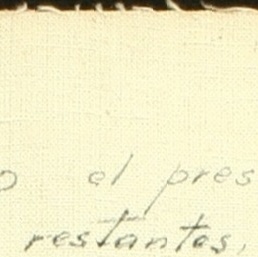 o el pres
restantes,